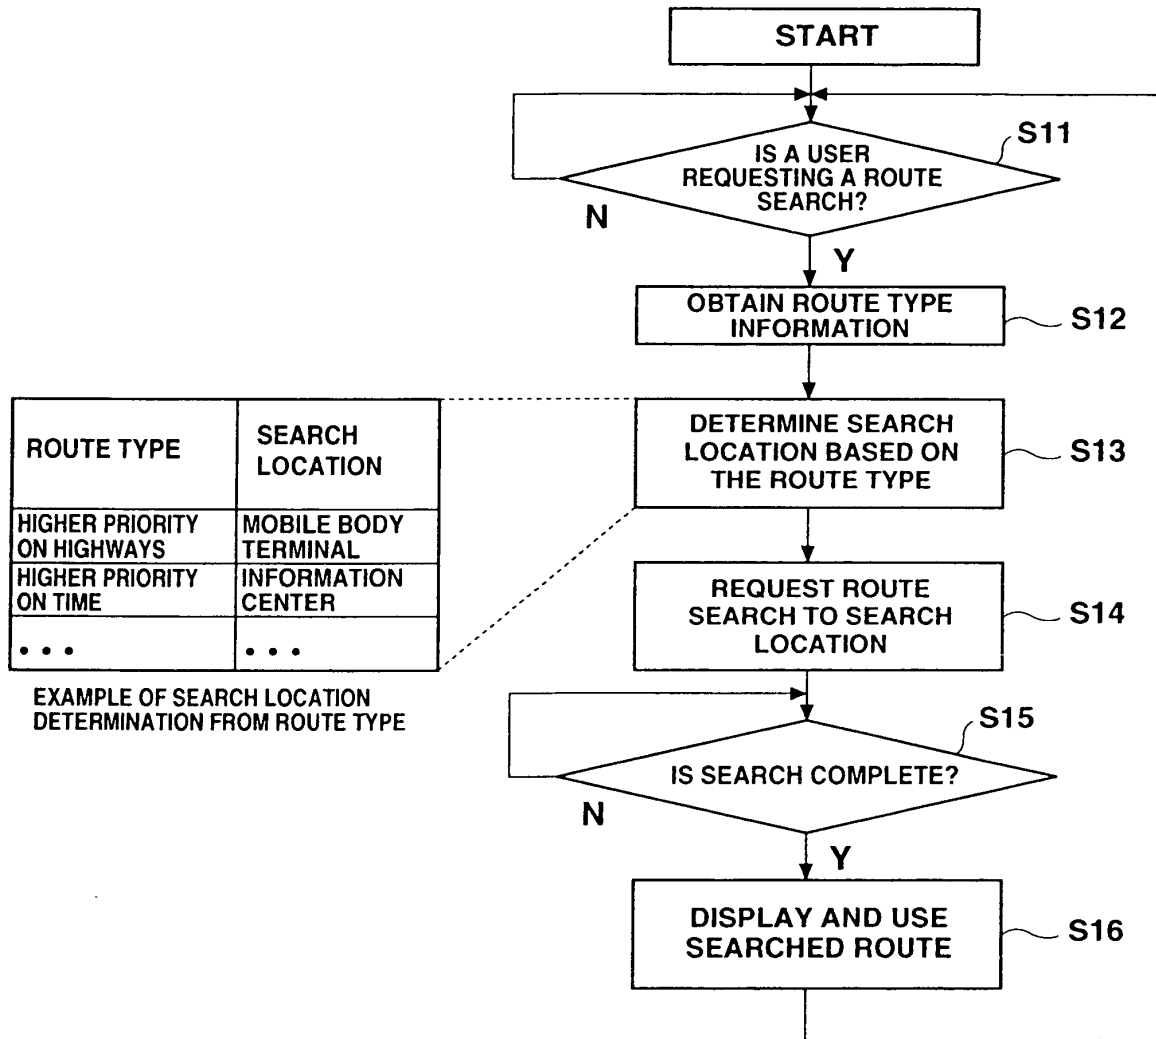 START
S11
IS A USER
REQUESTING A ROUTE
SEARCH?
N
Y
OBTAIN ROUTE TYPE
INFORMATION
S12
DETERMINE SEARCH
LOCATION BASED ON
THE ROUTE TYPE
S13
ROUTE TYPE
SEARCH
LOCATION
HIGHER PRIORITY
ON HIGHWAYS
MOBILE BODY
TERMINAL
HIGHER PRIORITY
ON TIME
INFORMATION
CENTER
• • •
• • •
EXAMPLE OF SEARCH LOCATION
DETERMINATION FROM ROUTE TYPE
REQUEST ROUTE
SEARCH TO SEARCH
LOCATION
S14
S15
IS SEARCH COMPLETE?
N
Y
DISPLAY AND USE
SEARCHED ROUTE
S16